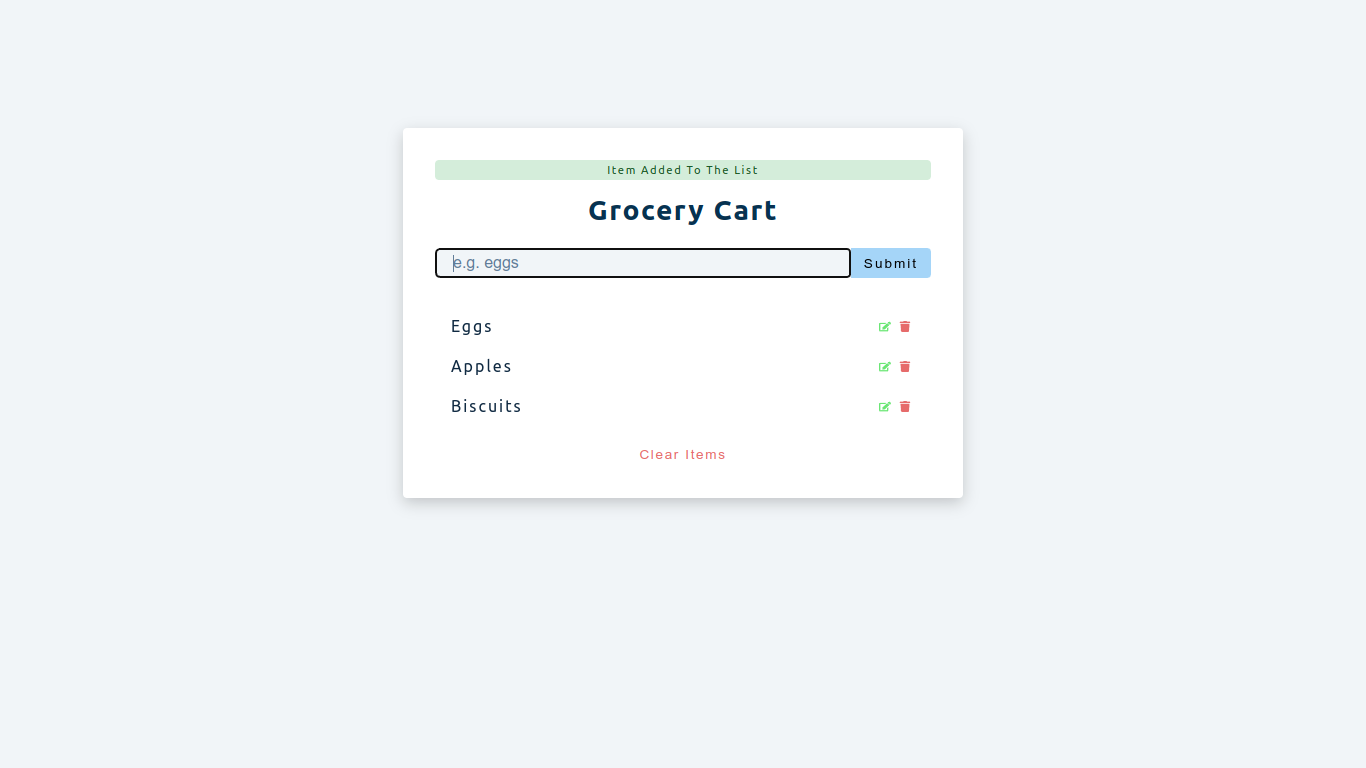 Item Added To The List
Grocery Cart
e.g. eggs Submit
Eggs
Apples
Biscuits
Clear Items